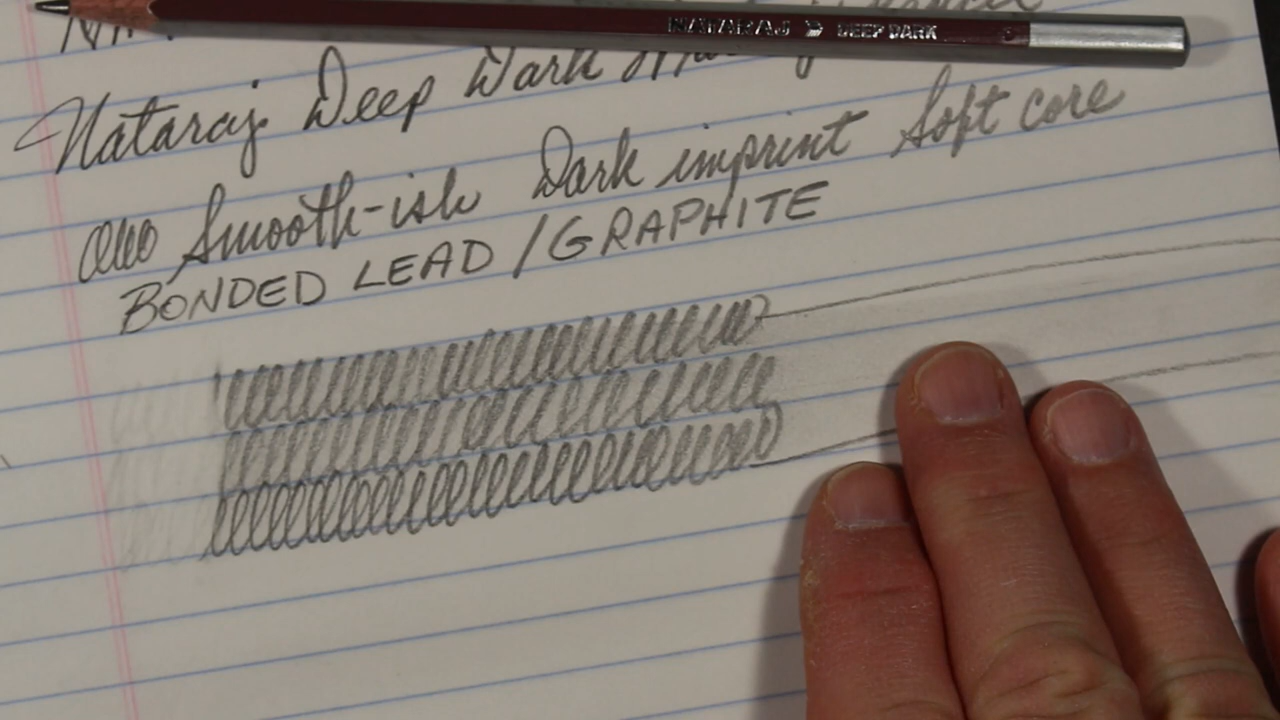 NATARAJ DEEP DARK
Nataraj Deep Dark
Smooth-ish Dark imprint Soft core
BONDED LEAD / GRAPHITE